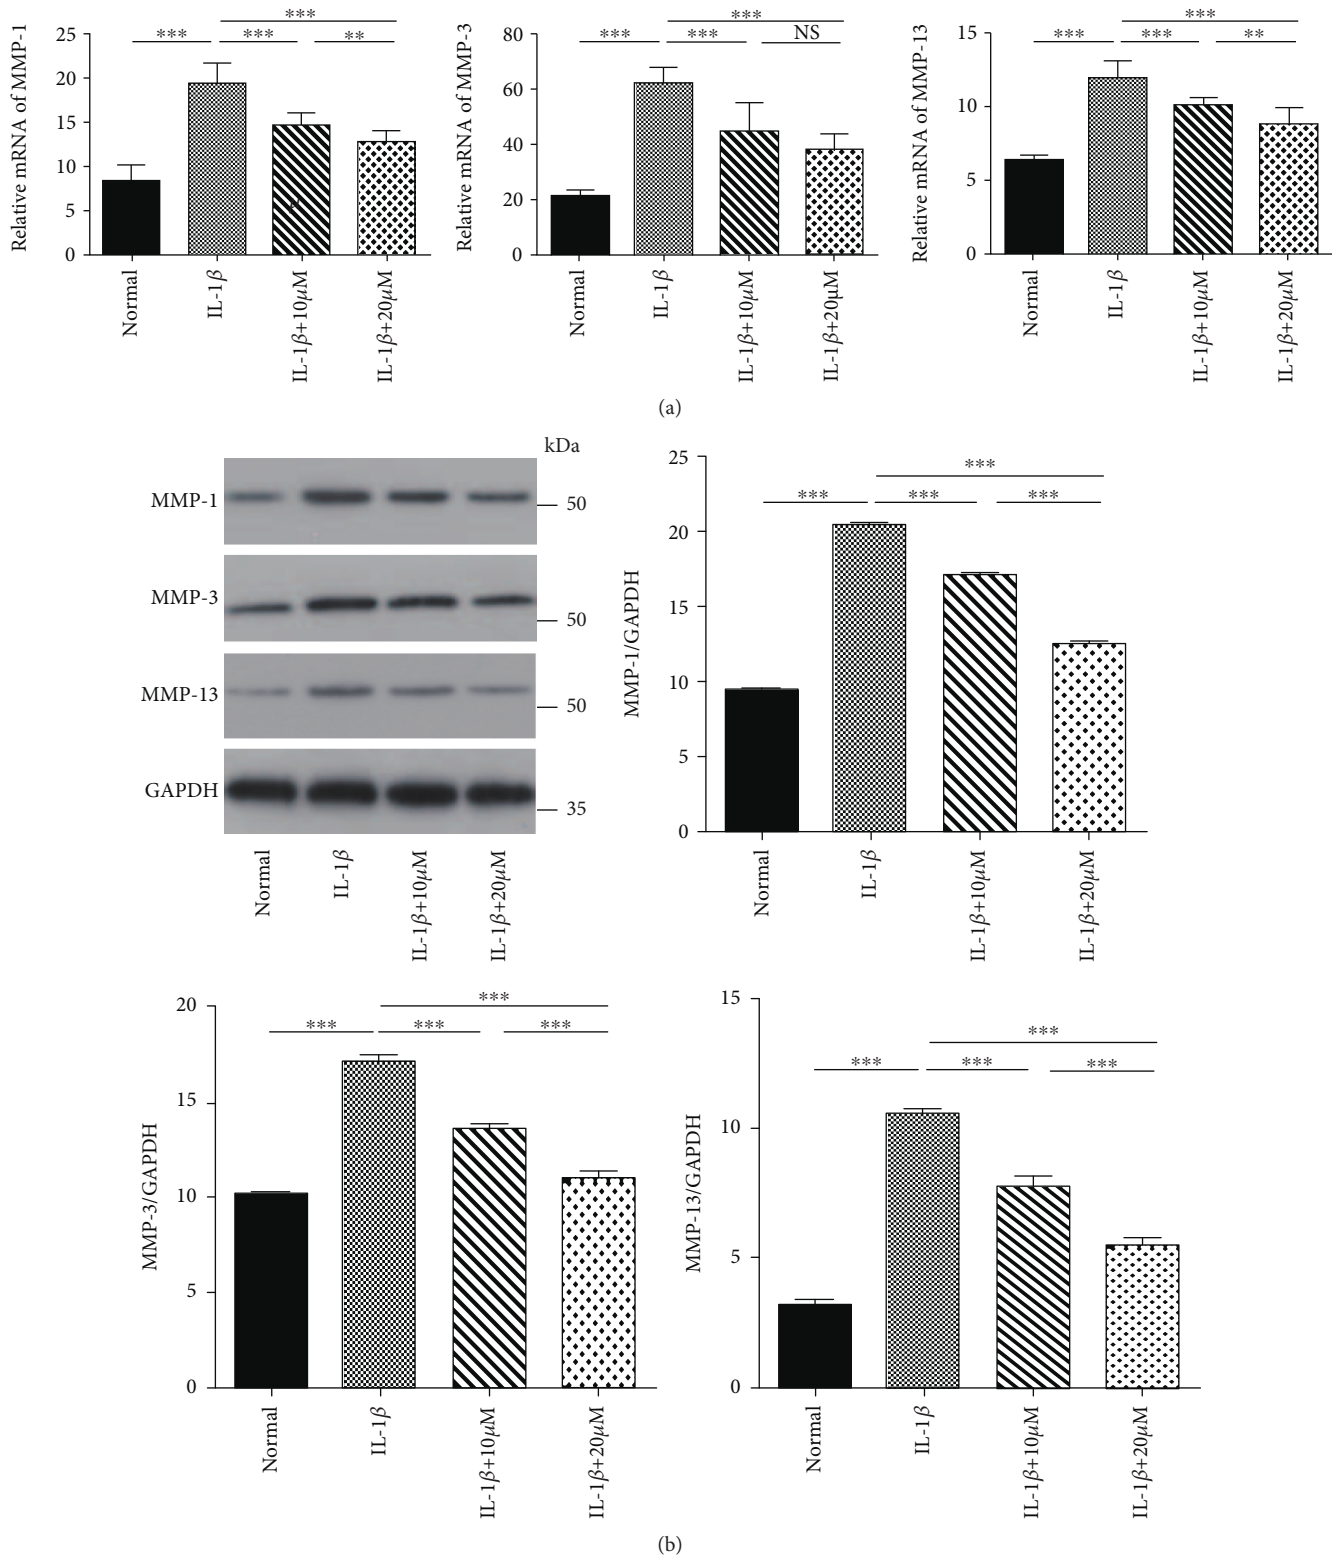 Relative mRNA of MMP-1
25
20
15
10
5
0
***
***
***
**
Normal
IL-1β
IL-1β+10μM
IL-1β+20μM
Relative mRNA of MMP-3
80
60
40
20
0
***
***
***
NS
Normal
IL-1β
IL-1β+10μM
IL-1β+20μM
Relative mRNA of MMP-13
15
10
5
0
***
***
***
**
Normal
IL-1β
IL-1β+10μM
IL-1β+20μM
(a)
kDa
MMP-1
50
MMP-3
50
MMP-13
50
GAPDH
35
Normal
IL-1β
IL-1β+10μM
IL-1β+20μM
MMP-1/GAPDH
25
20
15
10
5
0
***
***
***
***
Normal
IL-1β
IL-1β+10μM
IL-1β+20μM
MMP-3/GAPDH
20
15
10
5
0
***
***
***
***
Normal
IL-1β
IL-1β+10μM
IL-1β+20μM
MMP-13/GAPDH
15
10
5
0
***
***
***
***
Normal
IL-1β
IL-1β+10μM
IL-1β+20μM
(b)